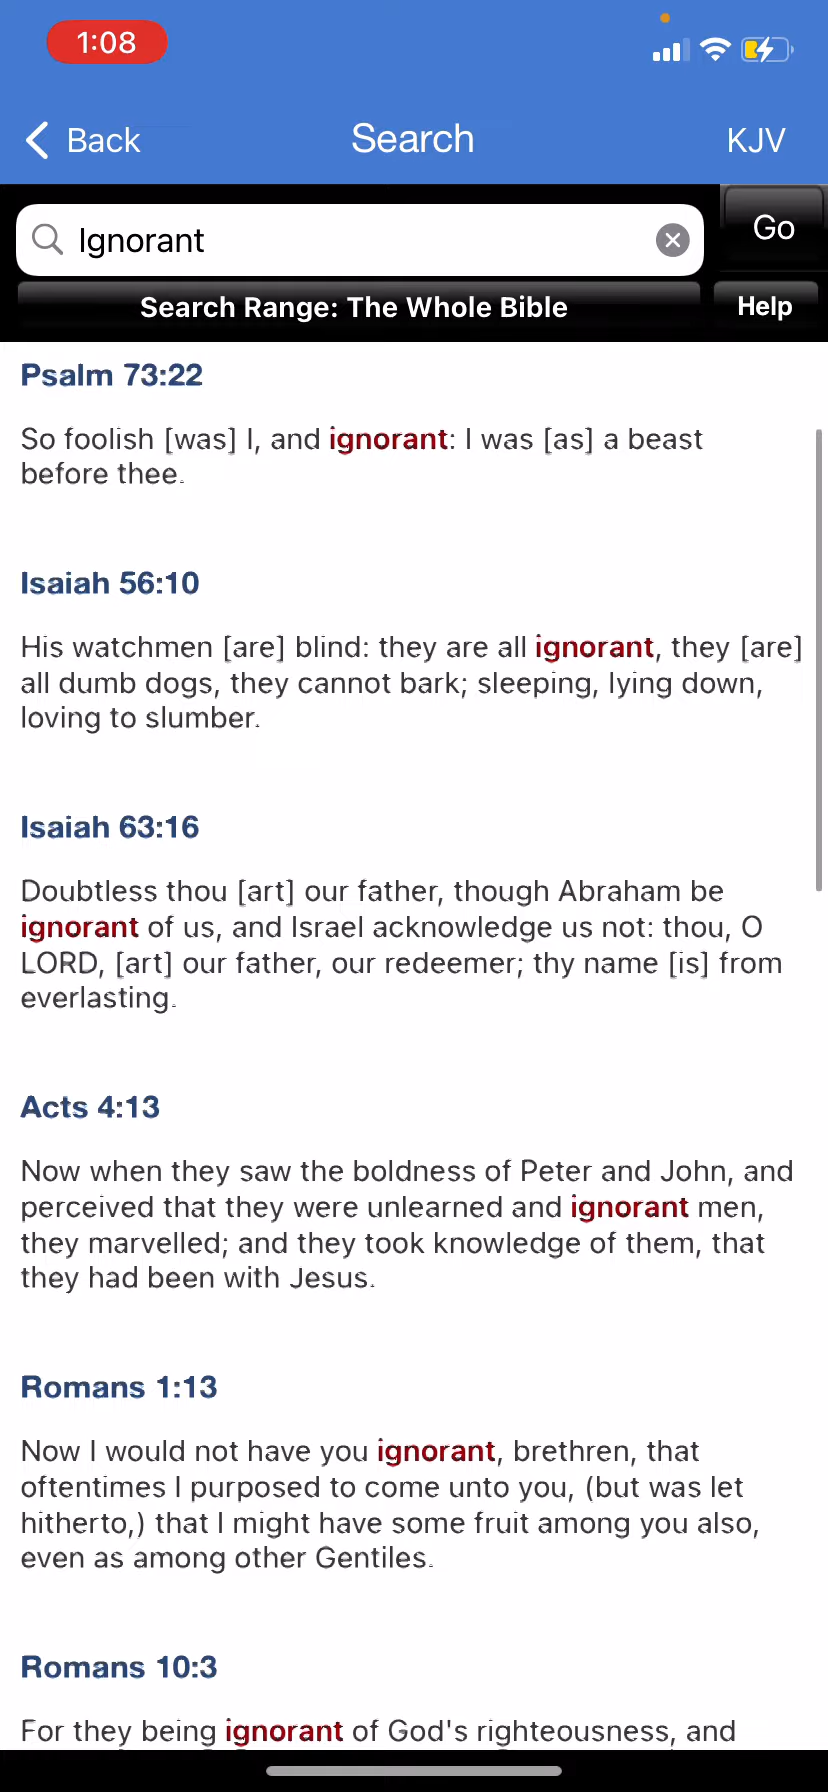 1:08
Back
Search
KJV
Ignorant
Go
Search Range: The Whole Bible
Help
Psalm 73:22
So foolish [was] I, and ignorant: I was [as] a beast
before thee.
Isaiah 56:10
His watchmen [are] blind: they are all ignorant, they [are]
all dumb dogs, they cannot bark; sleeping, lying down,
loving to slumber.
Isaiah 63:16
Doubtless thou [art] our father, though Abraham be
ignorant of us, and Israel acknowledge us not: thou, O
LORD, [art] our father, our redeemer; thy name [is] from
everlasting.
Acts 4:13
Now when they saw the boldness of Peter and John, and
perceived that they were unlearned and ignorant men,
they marvelled; and they took knowledge of them, that
they had been with Jesus.
Romans 1:13
Now I would not have you ignorant, brethren, that
oftentimes I purposed to come unto you, (but was let
hitherto,) that I might have some fruit among you also,
even as among other Gentiles.
Romans 10:3
For they being ignorant of God's righteousness, and